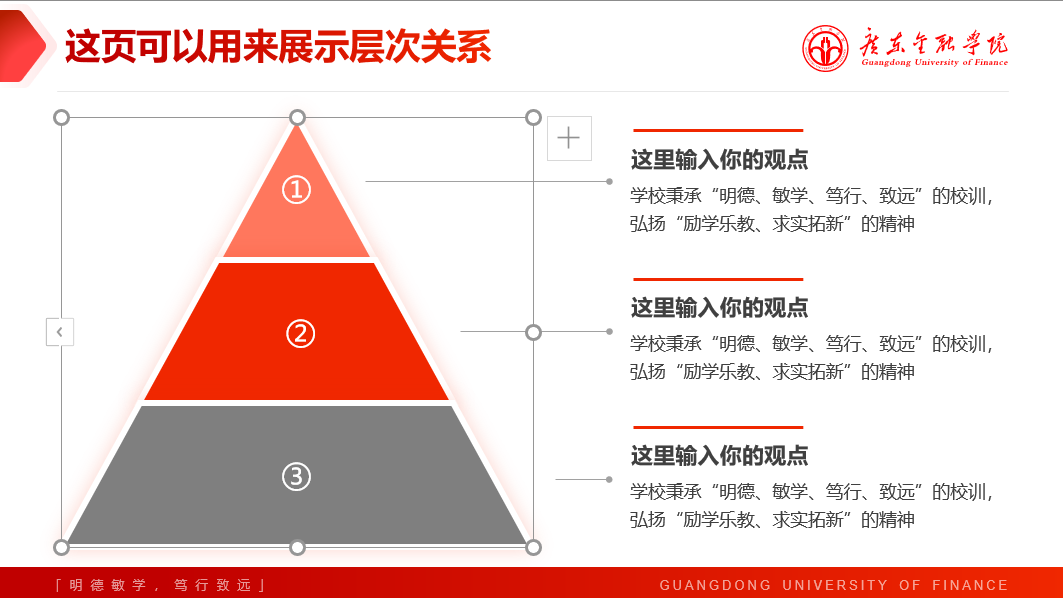 这页可以用来展示层次关系
广东金融学院
Guangdong University of Finance
①
②
③
这里输入你的观点
学校秉承“明德、敏学、笃行、致远”的校训，
弘扬“励学乐教、求实拓新”的精神
这里输入你的观点
学校秉承“明德、敏学、笃行、致远”的校训，
弘扬“励学乐教、求实拓新”的精神
这里输入你的观点
学校秉承“明德、敏学、笃行、致远”的校训，
弘扬“励学乐教、求实拓新”的精神
「明德敏学，笃行致远」
GUANGDONG UNIVERSITY OF FINANCE